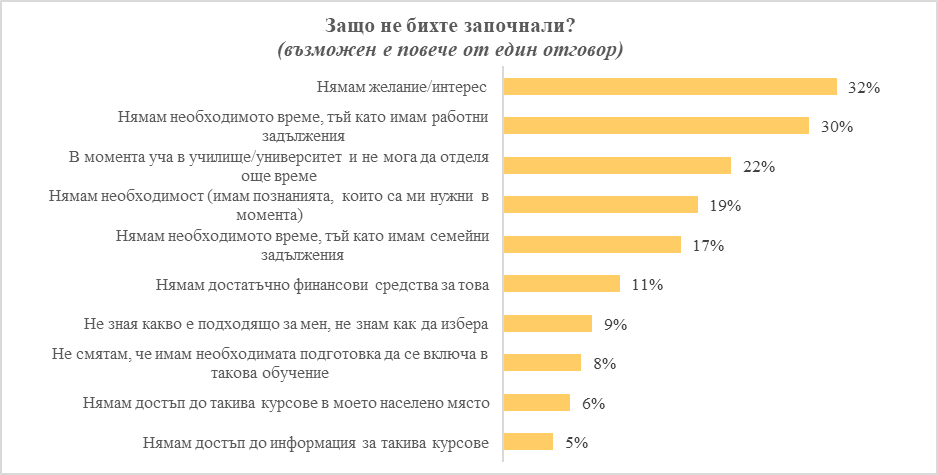 Защо не бихте започнали?
(възможен е повече от един отговор)
Нямам желание/интерес
32%
Нямам необходимото време, тъй като имам работни
задължения
30%
В момента уча в училище/университет и не мога да отделя
още време
22%
Нямам необходимост (имам познанията, които са ми нужни в
момента)
19%
Нямам необходимото време, тъй като имам семейни
задължения
17%
Нямам достатъчно финансови средства за това
11%
Не зная какво е подходящо за мен, не знам как да избера
9%
Не смятам, че имам необходимата подготовка да се включа в
такова обучение
8%
Нямам достъп до такива курсове в моето населено място
6%
Нямам достъп до информация за такива курсове
5%